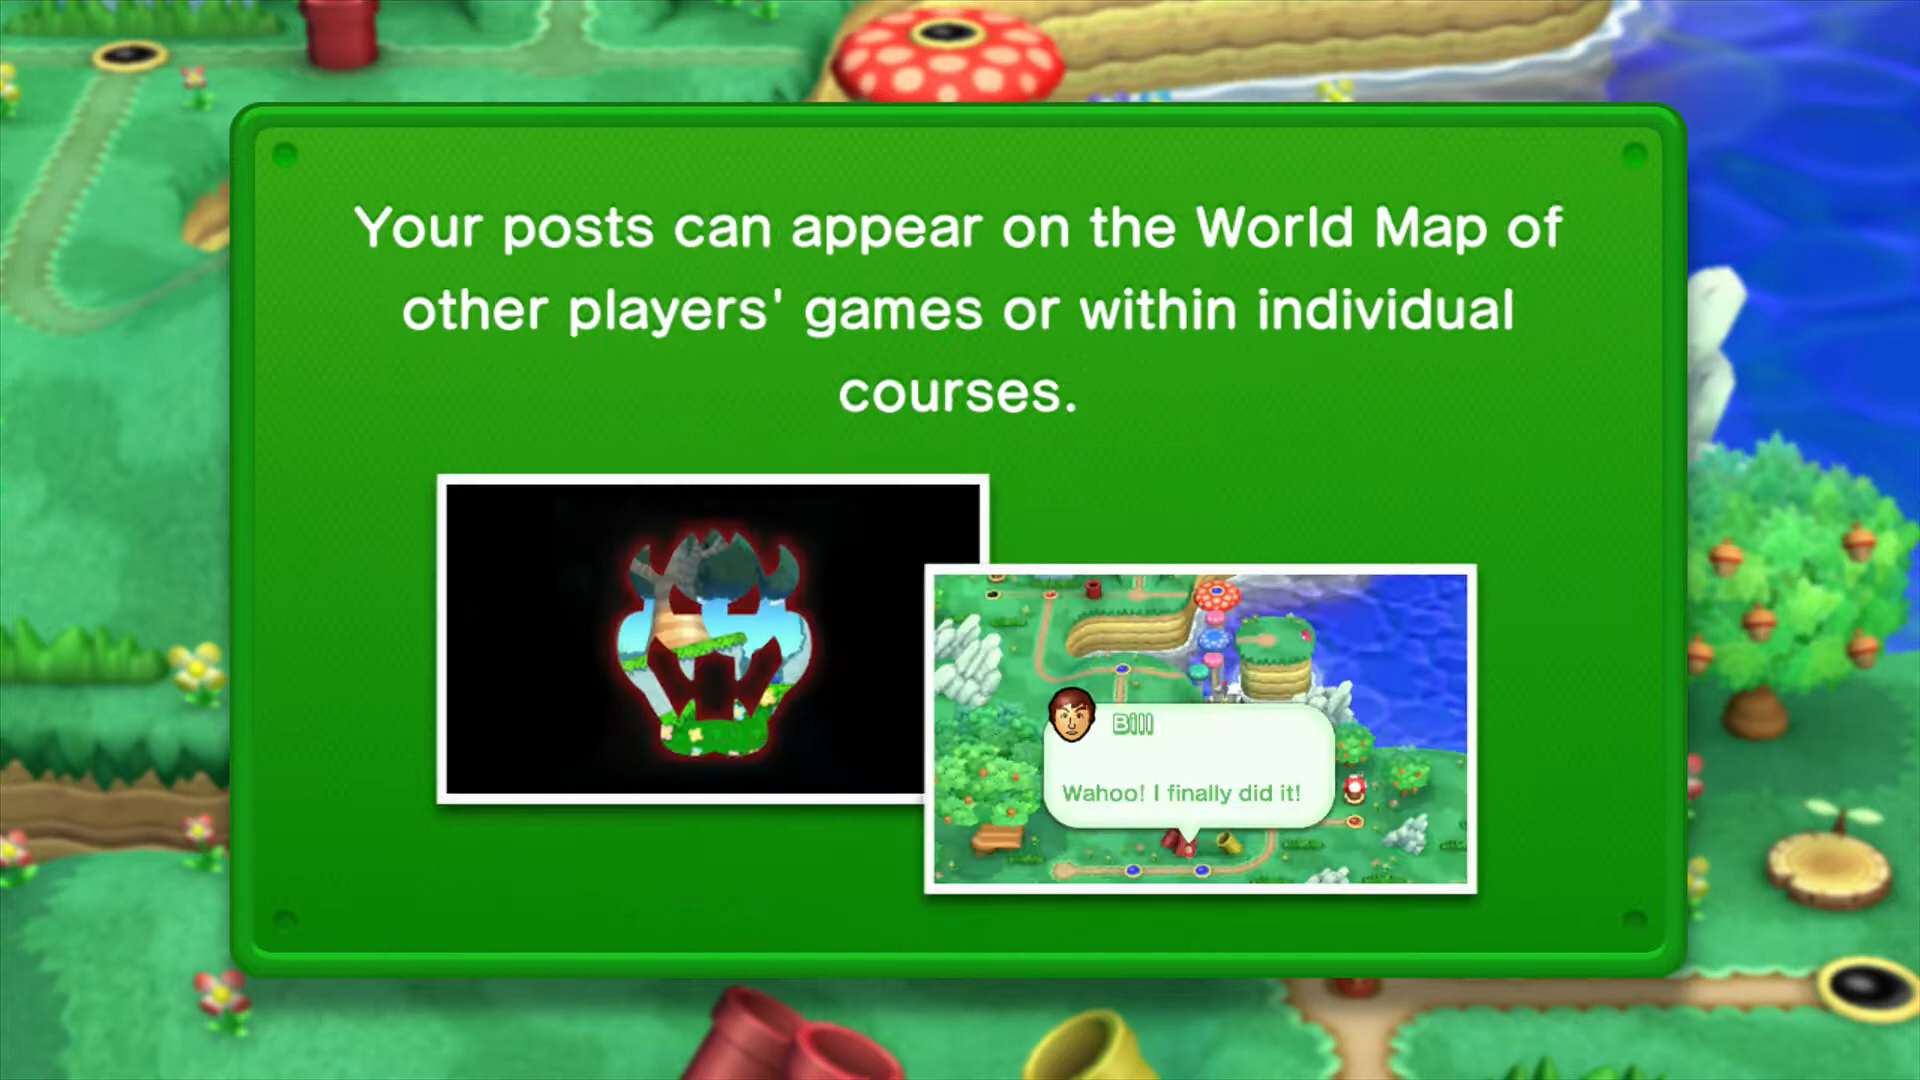 Your posts can appear on the World Map of
other players' games or within individual
courses.
Bill
Wahoo! I finally did it!